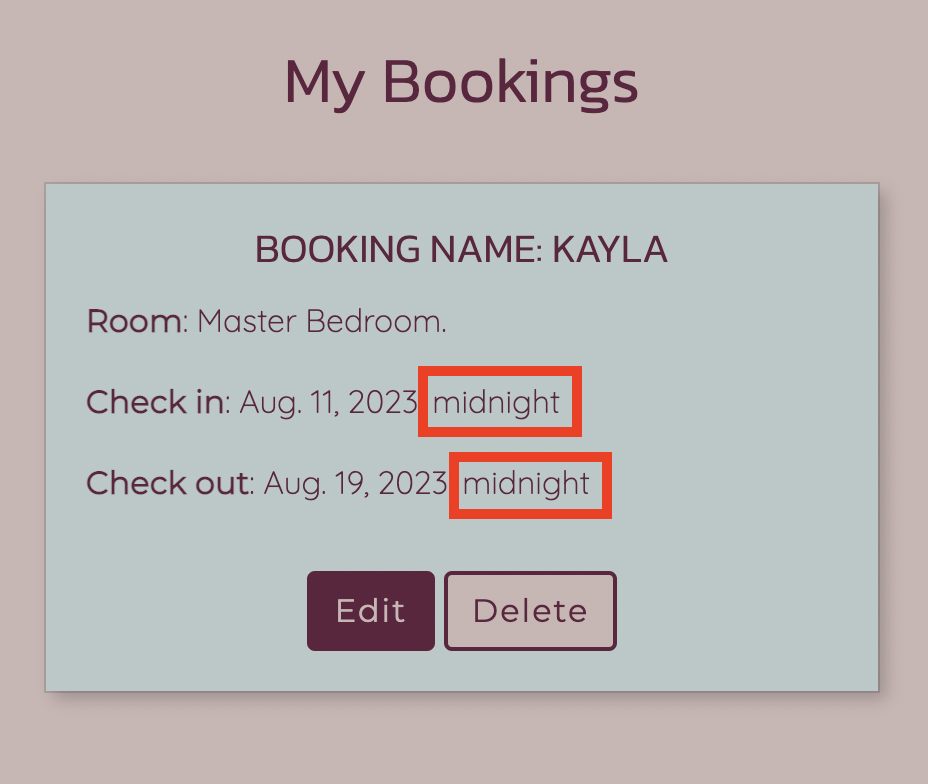 My Bookings
BOOKING NAME: KAYLA
Room: Master Bedroom.
Check in: Aug. 11, 2023 midnight
Check out: Aug. 19, 2023 midnight
Edit Delete